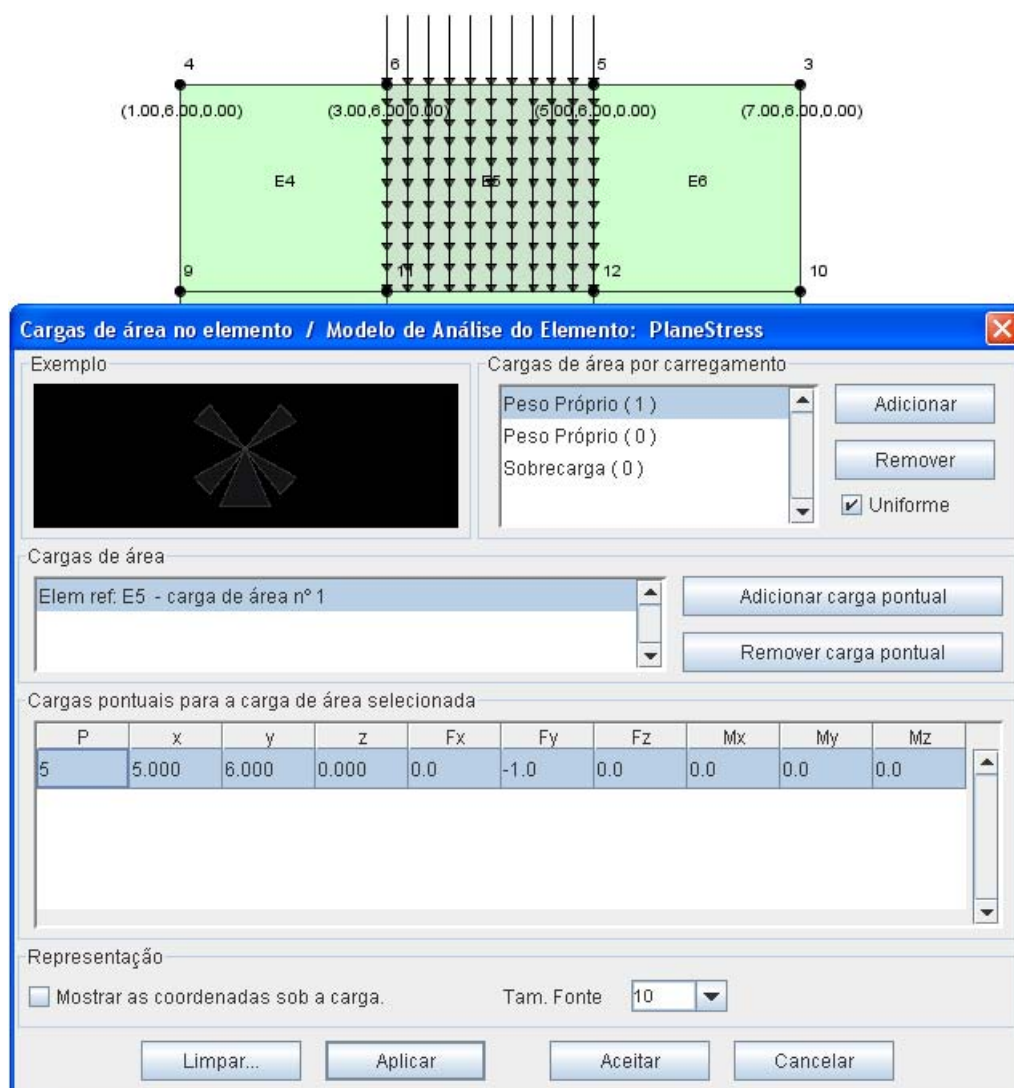 4 6 5 3
(1.00,6.00,0.00) (3.00,6.00,0.00) (5.00,6.00,0.00) (7.00,6.00,0.00)
E4 E5 E6
9 11 12 10
Cargas de área no elemento / Modelo de Análise do Elemento: PlaneStress
Exemplo
Cargas de área por carregamento
Peso Próprio ( 1 )
Peso Próprio ( 0 )
Sobrecarga ( 0 )
Adicionar
Remover
Uniforme
Cargas de área
Elem ref: E5 - carga de área nº 1
Adicionar carga pontual
Remover carga pontual
Cargas pontuais para a carga de área selecionada
P x y z Fx Fy Fz Mx My Mz
5 5.000 6.000 0.000 0.0 -1.0 0.0 0.0 0.0 0.0
Representação
Mostrar as coordenadas sob a carga.
Tam. Fonte 10
Limpar... Aplicar Aceitar Cancelar